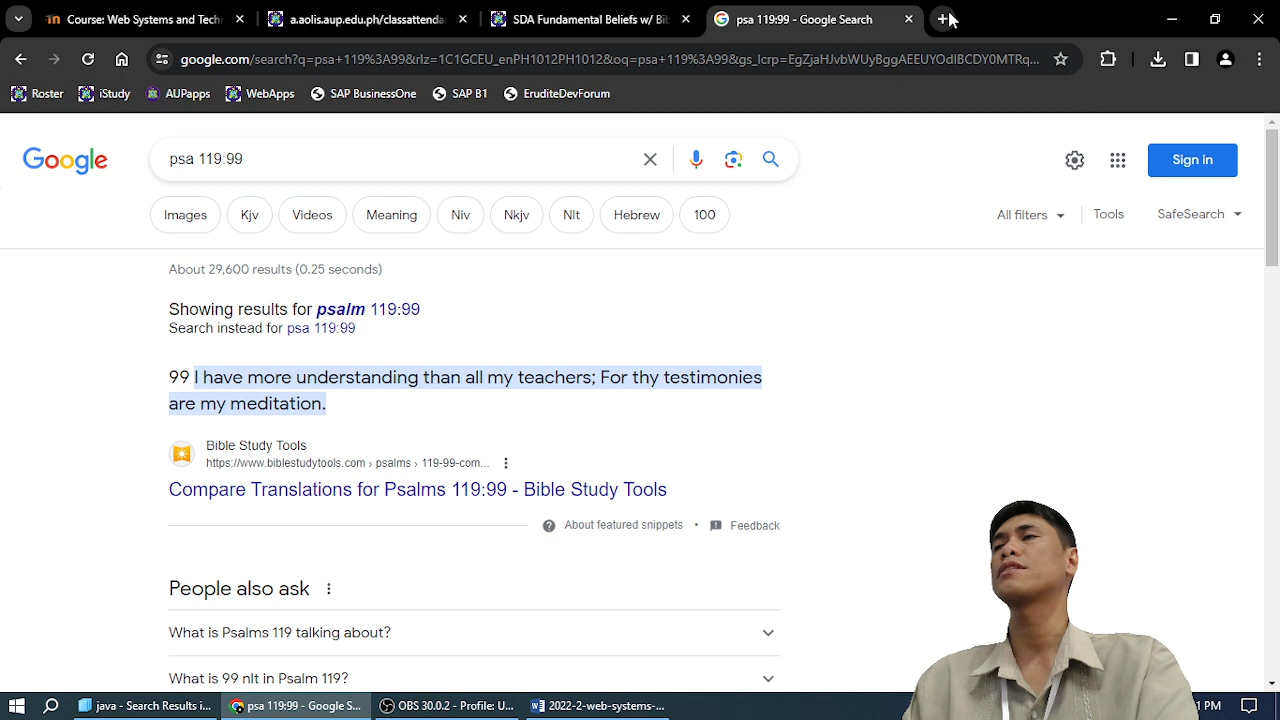 Course: Web Systems and Techn
a.aolis.aup.ph/classattenda
SDA Fundamental Beliefs w/ Bib
psa 119:99 - Google Search
google.com/search?q=psa+119%3A99&rlz=1C1GCEU_enPH1012PH1012&oq=psa+119%3A99&gs_lcrp=EgZjaHJvbWUyBggAEEUYOdIBCDY0MTRq...
Roster iStudy AUPapps WebApps SAP BusinessOne SAP B1 EruditeDevForum
Google
psa 119:99
Sign in
Images Kjv Videos Meaning Niv Nkjv Nlt Hebrew 100
All filters Tools SafeSearch
About 29,600 results (0.25 seconds)
Showing results for psalm 119:99
Search instead for psa 119:99
99 I have more understanding than all my teachers; For thy testimonies
are my meditation.
Bible Study Tools
https://www.biblestudytools.com › psalms › 119-99-com...
Compare Translations for Psalms 119:99 - Bible Study Tools
About featured snippets • Feedback
People also ask
What is Psalms 119 talking about?
What is 99 nlt in Psalm 119?
java - Search Results i... psa 119:99 - Google S... OBS 30.0.2 - Profile: U... 2022-2-web-systems-... PM